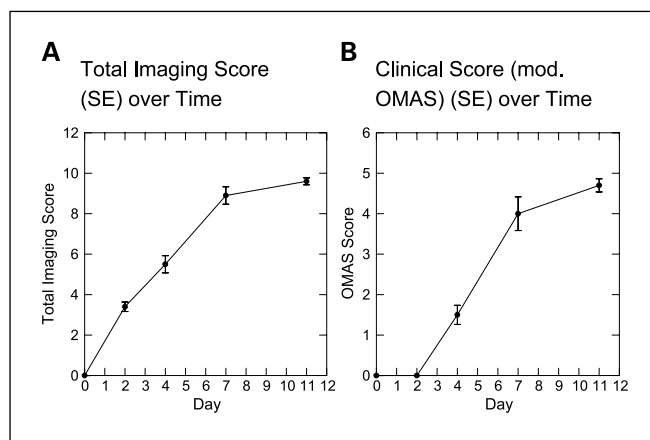 A
Total Imaging Score
(SE) over Time
12
10
8
6
4
2
0
Total Imaging Score
0 1 2 3 4 5 6 7 8 9 10 11 12
Day
B
Clinical Score (mod.
OMAS) (SE) over Time
6
5
4
3
2
1
0
OMAS Score
0 1 2 3 4 5 6 7 8 9 10 11 12
Day